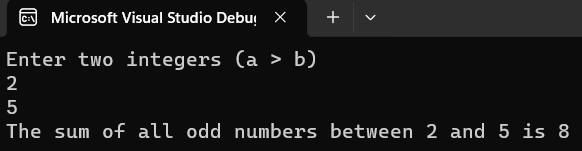 Microsoft Visual Studio Debu
Enter two integers (a > b)
2
5
The sum of all odd numbers between 2 and 5 is 8